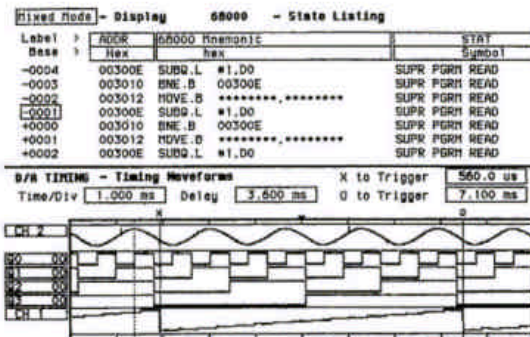 Mixed Mode - Display 68000 - State Listing
Label > ADDR 68000 Mnemonic STAT
Base > Hex hex Symbol
-0004 00300E SUBQ.L #1,D0 SUPR PGRM READ
-0003 003010 BNE.B 00300E SUPR PGRM READ
-0002 003012 MOVE.B ********,******** SUPR PGRM READ
-0001 00300E SUBQ.L #1,D0 SUPR PGRM READ
+0000 003010 BNE.B 00300E SUPR PGRM READ
+0001 003012 MOVE.B ********,******** SUPR PGRM READ
+0002 00300E SUBQ.L #1,D0 SUPR PGRM READ
D/A TIMING - Timing Waveforms X to Trigger 560.0 us
Time/Div 1.000 ms Delay 3.600 ms O to Trigger 7.100 ms
X O
CH 2
00
00
00
00
CH 1